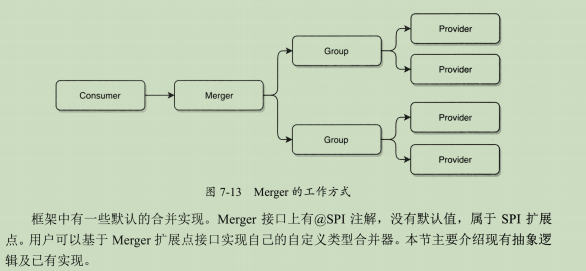 Provider
Group
Provider
Consumer
Merger
Provider
Group
Provider
图 7-13 Merger 的工作方式
框架中有一些默认的合并实现。Merger 接口上有@SPI 注解，没有默认值，属于 SPI 扩展
点。用户可以基于 Merger 扩展点接口实现自己的自定义类型合并器。本节主要介绍现有抽象逻
辑及已有实现。